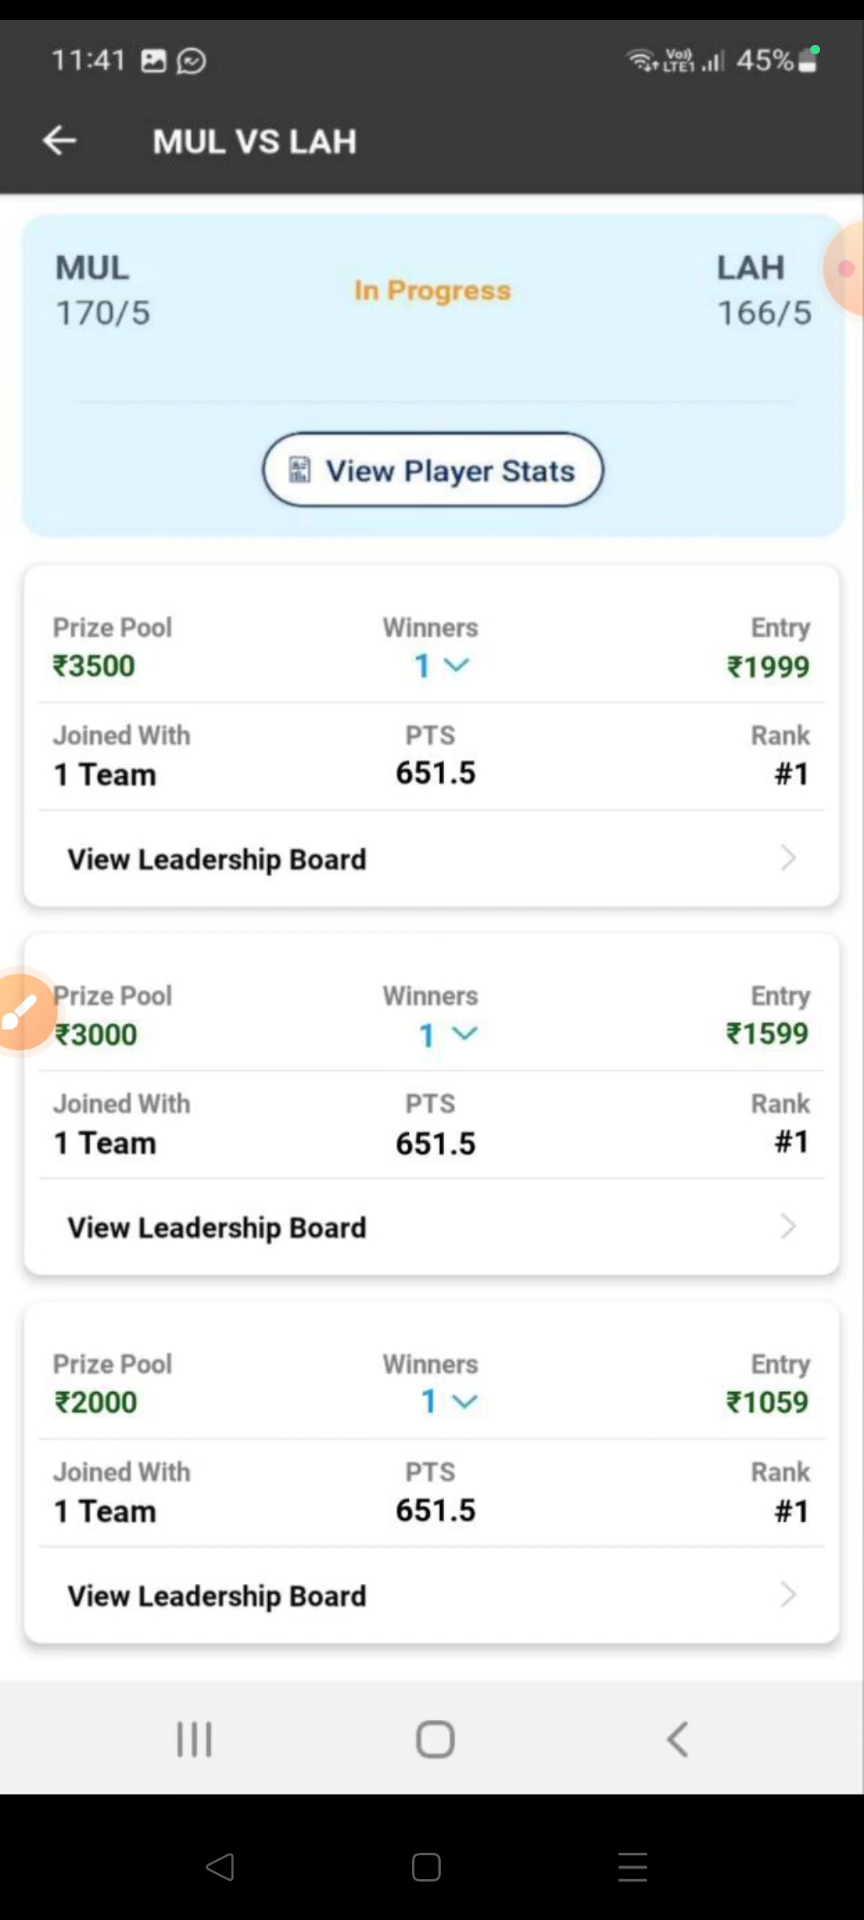 11:41 Vo) LTE1 45%
MUL VS LAH
MUL In Progress LAH
170/5 166/5
View Player Stats
Prize Pool Winners Entry
₹3500 1 ₹1999
Joined With PTS Rank
1 Team 651.5 #1
View Leadership Board
Prize Pool Winners Entry
₹3000 1 ₹1599
Joined With PTS Rank
1 Team 651.5 #1
View Leadership Board
Prize Pool Winners Entry
₹2000 1 ₹1059
Joined With PTS Rank
1 Team 651.5 #1
View Leadership Board